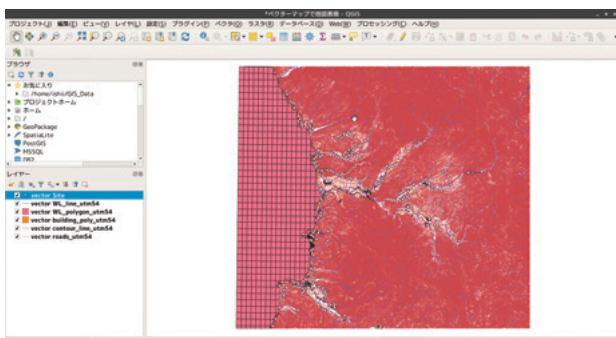 *ベクターマップで地図表現 - QGIS
プロジェクト(J) 編集(E) ビュー(V) レイヤ(L) 設定(S) プラグイン(P) ベクタ(O) ラスタ(R) データベース(D) Web(W) プロセッシング(C) ヘルプ(H)
ブラウザ
お気に入り
/home/ishii/GIS_Data
プロジェクトホーム
ホーム
/
GeoPackage
SpatiaLite
PostGIS
MSSQL
DB2
レイヤー
vector Site
vector WL_line_utm54
vector WL_polygon_utm54
vector building_poly_utm54
vector contour_line_utm54
vector roads_utm54